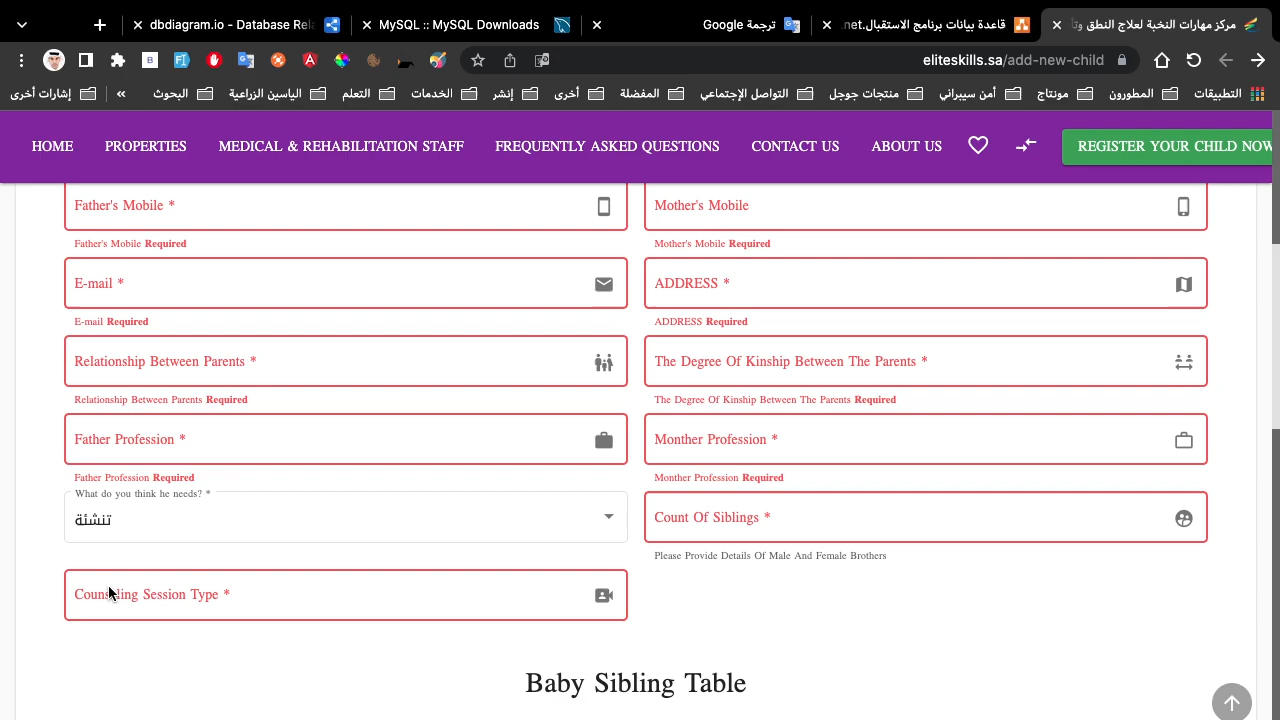 dbdiagram.io - Database Rel
MySQL :: MySQL Downloads
ترجمة Google
قاعدة بيانات برنامج الاستقبال.net
مركز مهارات النخبة لعلاج النطق وتأ
eliteskills.sa/add-new-child
إشارات أخرى
»
البحوث
الياسين الزراعية
التعلم
الخدمات
إنشر
أخرى
المفضلة
التواصل الإجتماعي
منتجات جوجل
أمن سيبراني
مونتاج
المطورون
التطبيقات
HOME
PROPERTIES
MEDICAL & REHABILITATION STAFF
FREQUENTLY ASKED QUESTIONS
CONTACT US
ABOUT US
REGISTER YOUR CHILD NOW
Father's Mobile *
Mother's Mobile
Father's Mobile Required
Mother's Mobile Required
E-mail *
ADDRESS *
E-mail Required
ADDRESS Required
Relationship Between Parents *
The Degree Of Kinship Between The Parents *
Relationship Between Parents Required
The Degree Of Kinship Between The Parents Required
Father Profession *
Monther Profession *
Father Profession Required
Monther Profession Required
What do you think he needs? *
تنشئة
Count Of Siblings *
Please Provide Details Of Male And Female Brothers
Counseling Session Type *
Baby Sibling Table